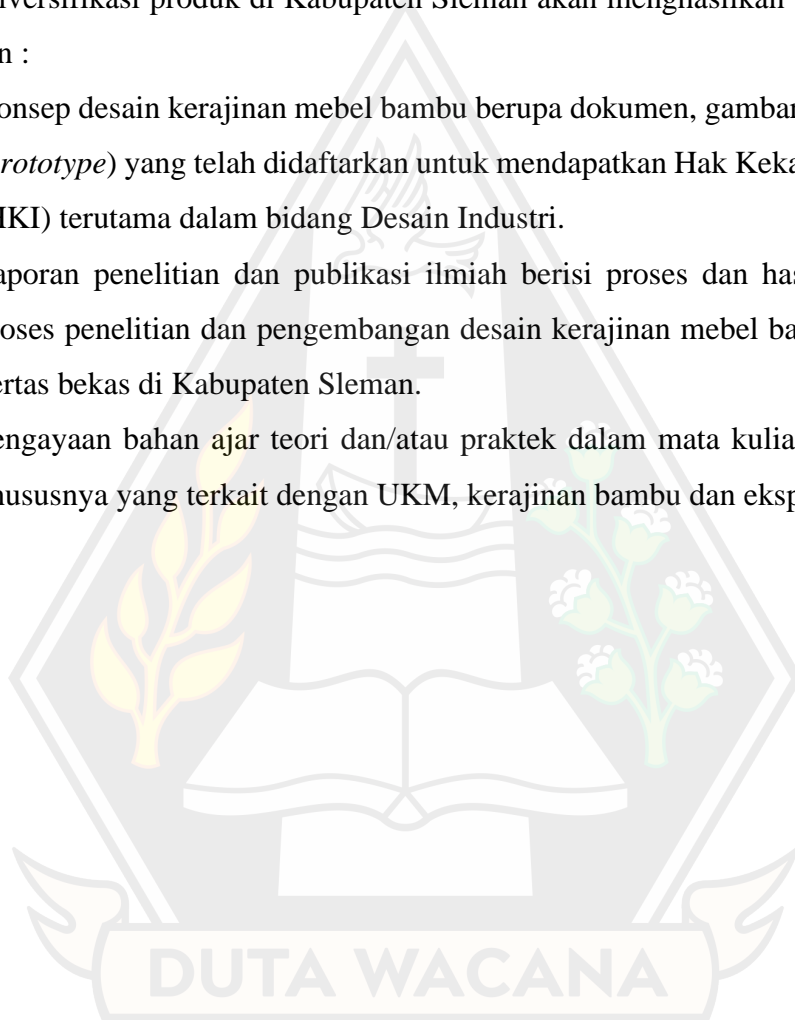 diversifikasi produk di Kabupaten Sleman akan menghasilkan
n :
onsep desain kerajinan mebel bambu berupa dokumen, gambar
rototype) yang telah didaftarkan untuk mendapatkan Hak Keka
HKI) terutama dalam bidang Desain Industri.
aporan penelitian dan publikasi ilmiah berisi proses dan has
oses penelitian dan pengembangan desain kerajinan mebel ba
ertas bekas di Kabupaten Sleman.
engayaan bahan ajar teori dan/atau praktek dalam mata kulia
ususnya yang terkait dengan UKM, kerajinan bambu dan eksp
DUTA WACANA